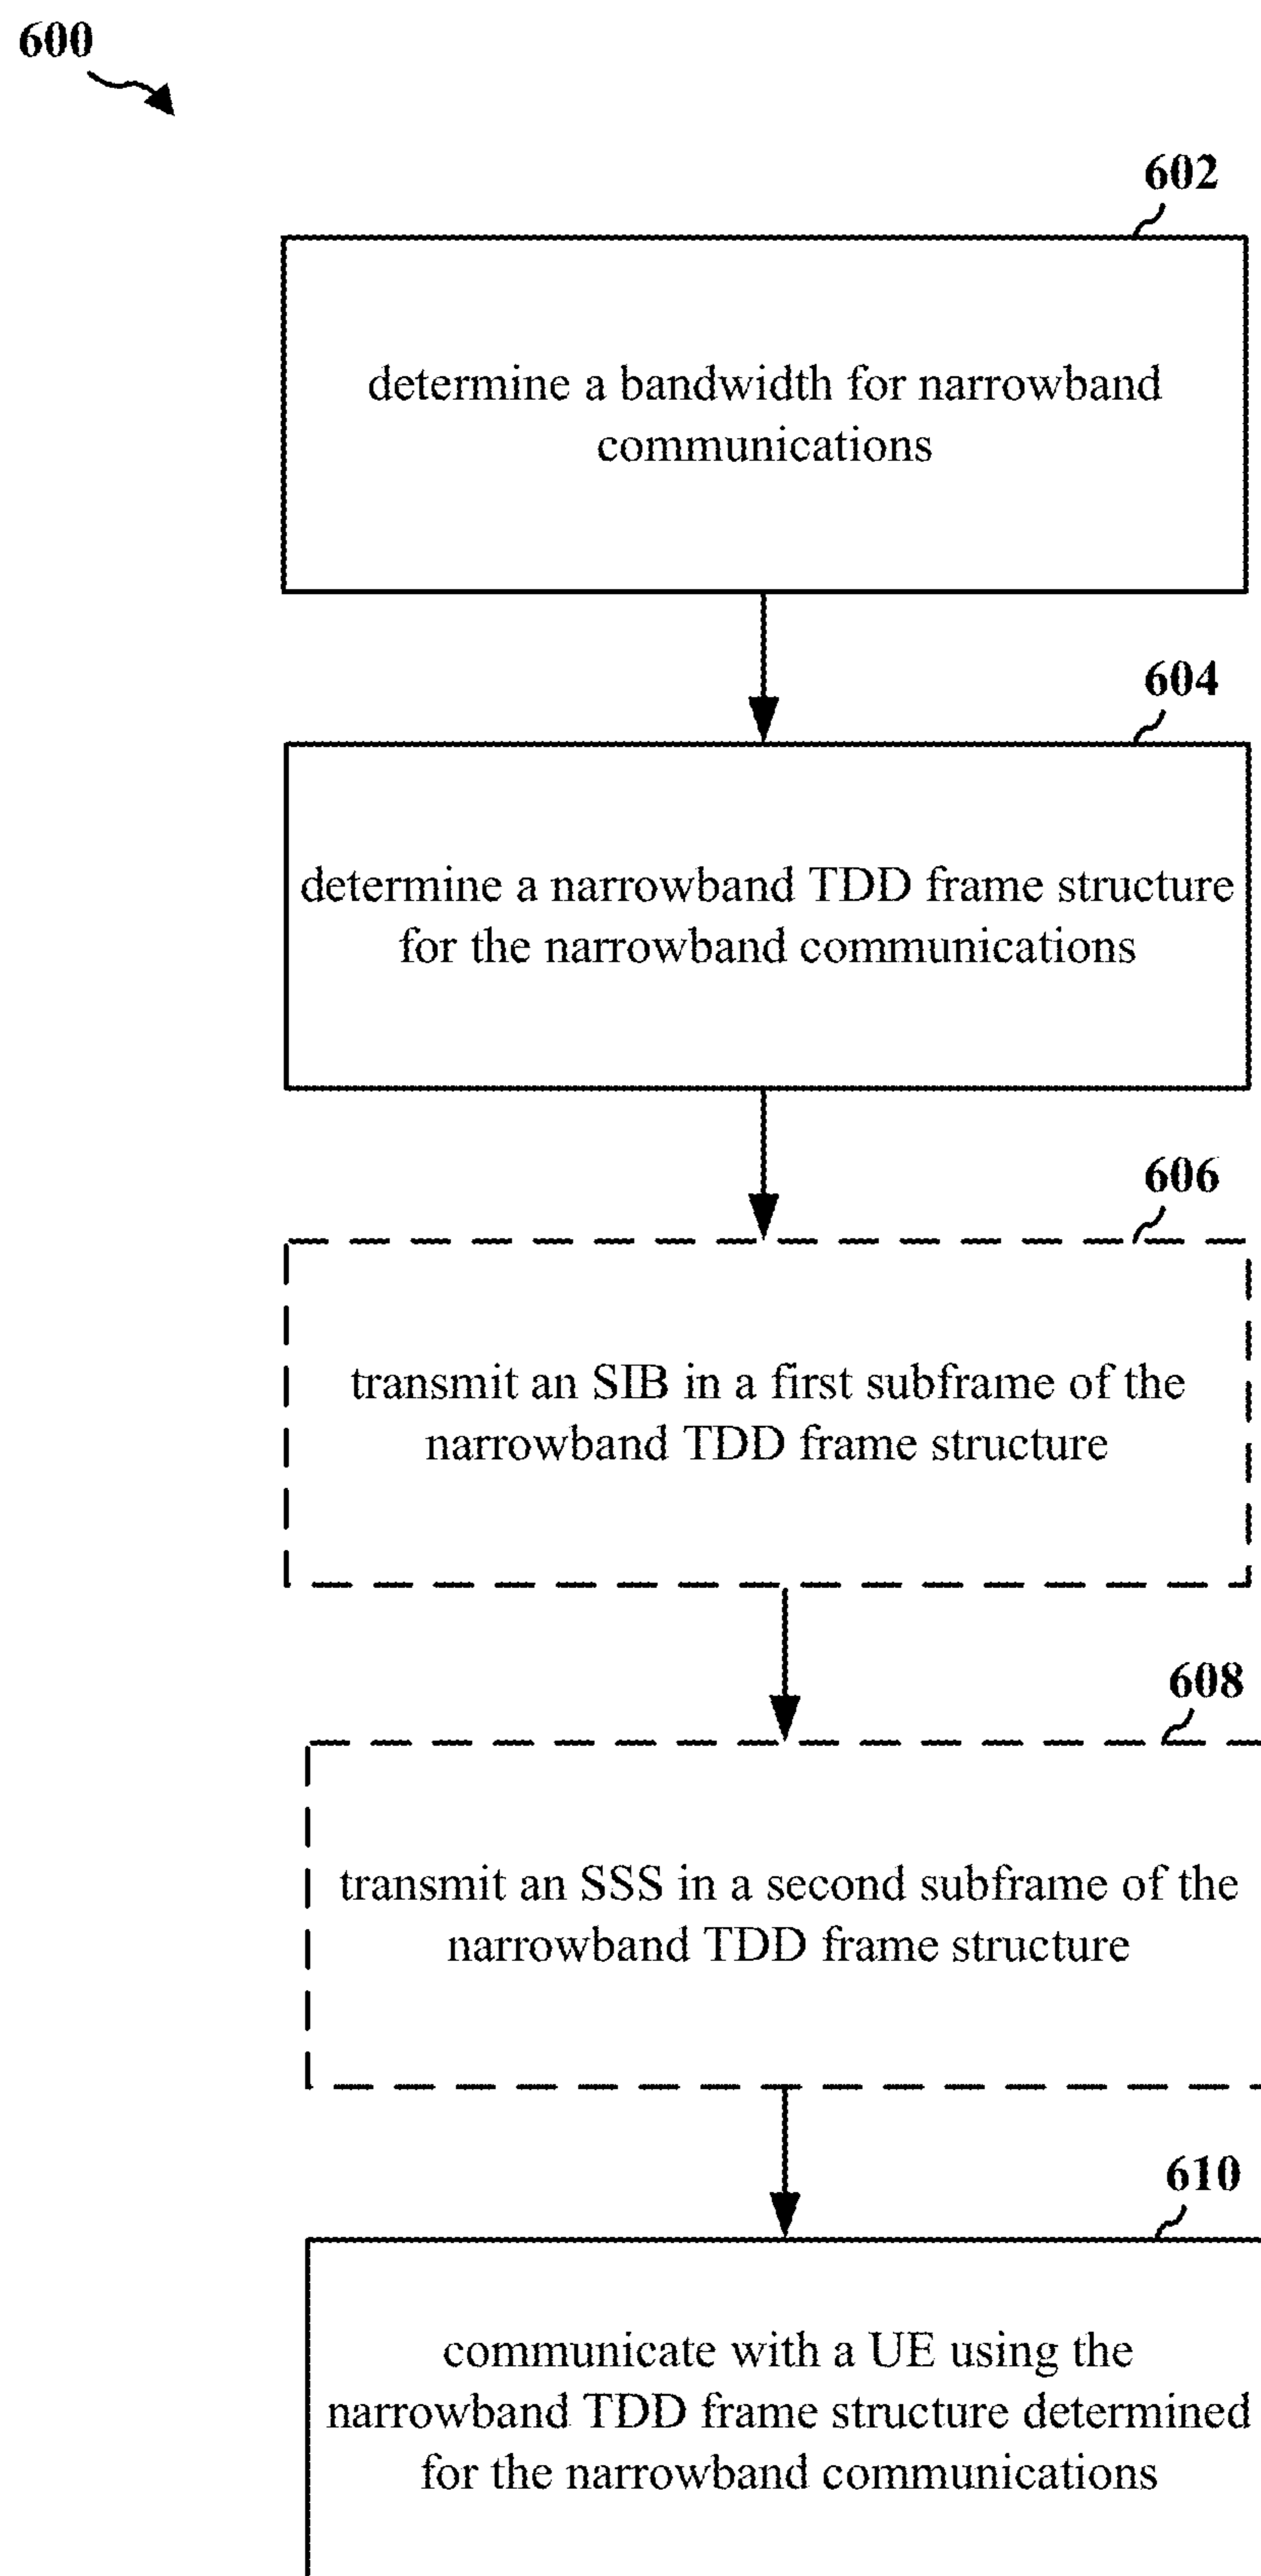 600
602
determine a bandwidth for narrowband
communications
604
determine a narrowband TDD frame structure
for the narrowband communications
606
transmit an SIB in a first subframe of the
narrowband TDD frame structure
608
transmit an SSS in a second subframe of the
narrowband TDD frame structure
610
communicate with a UE using the
narrowband TDD frame structure determined
for the narrowband communications